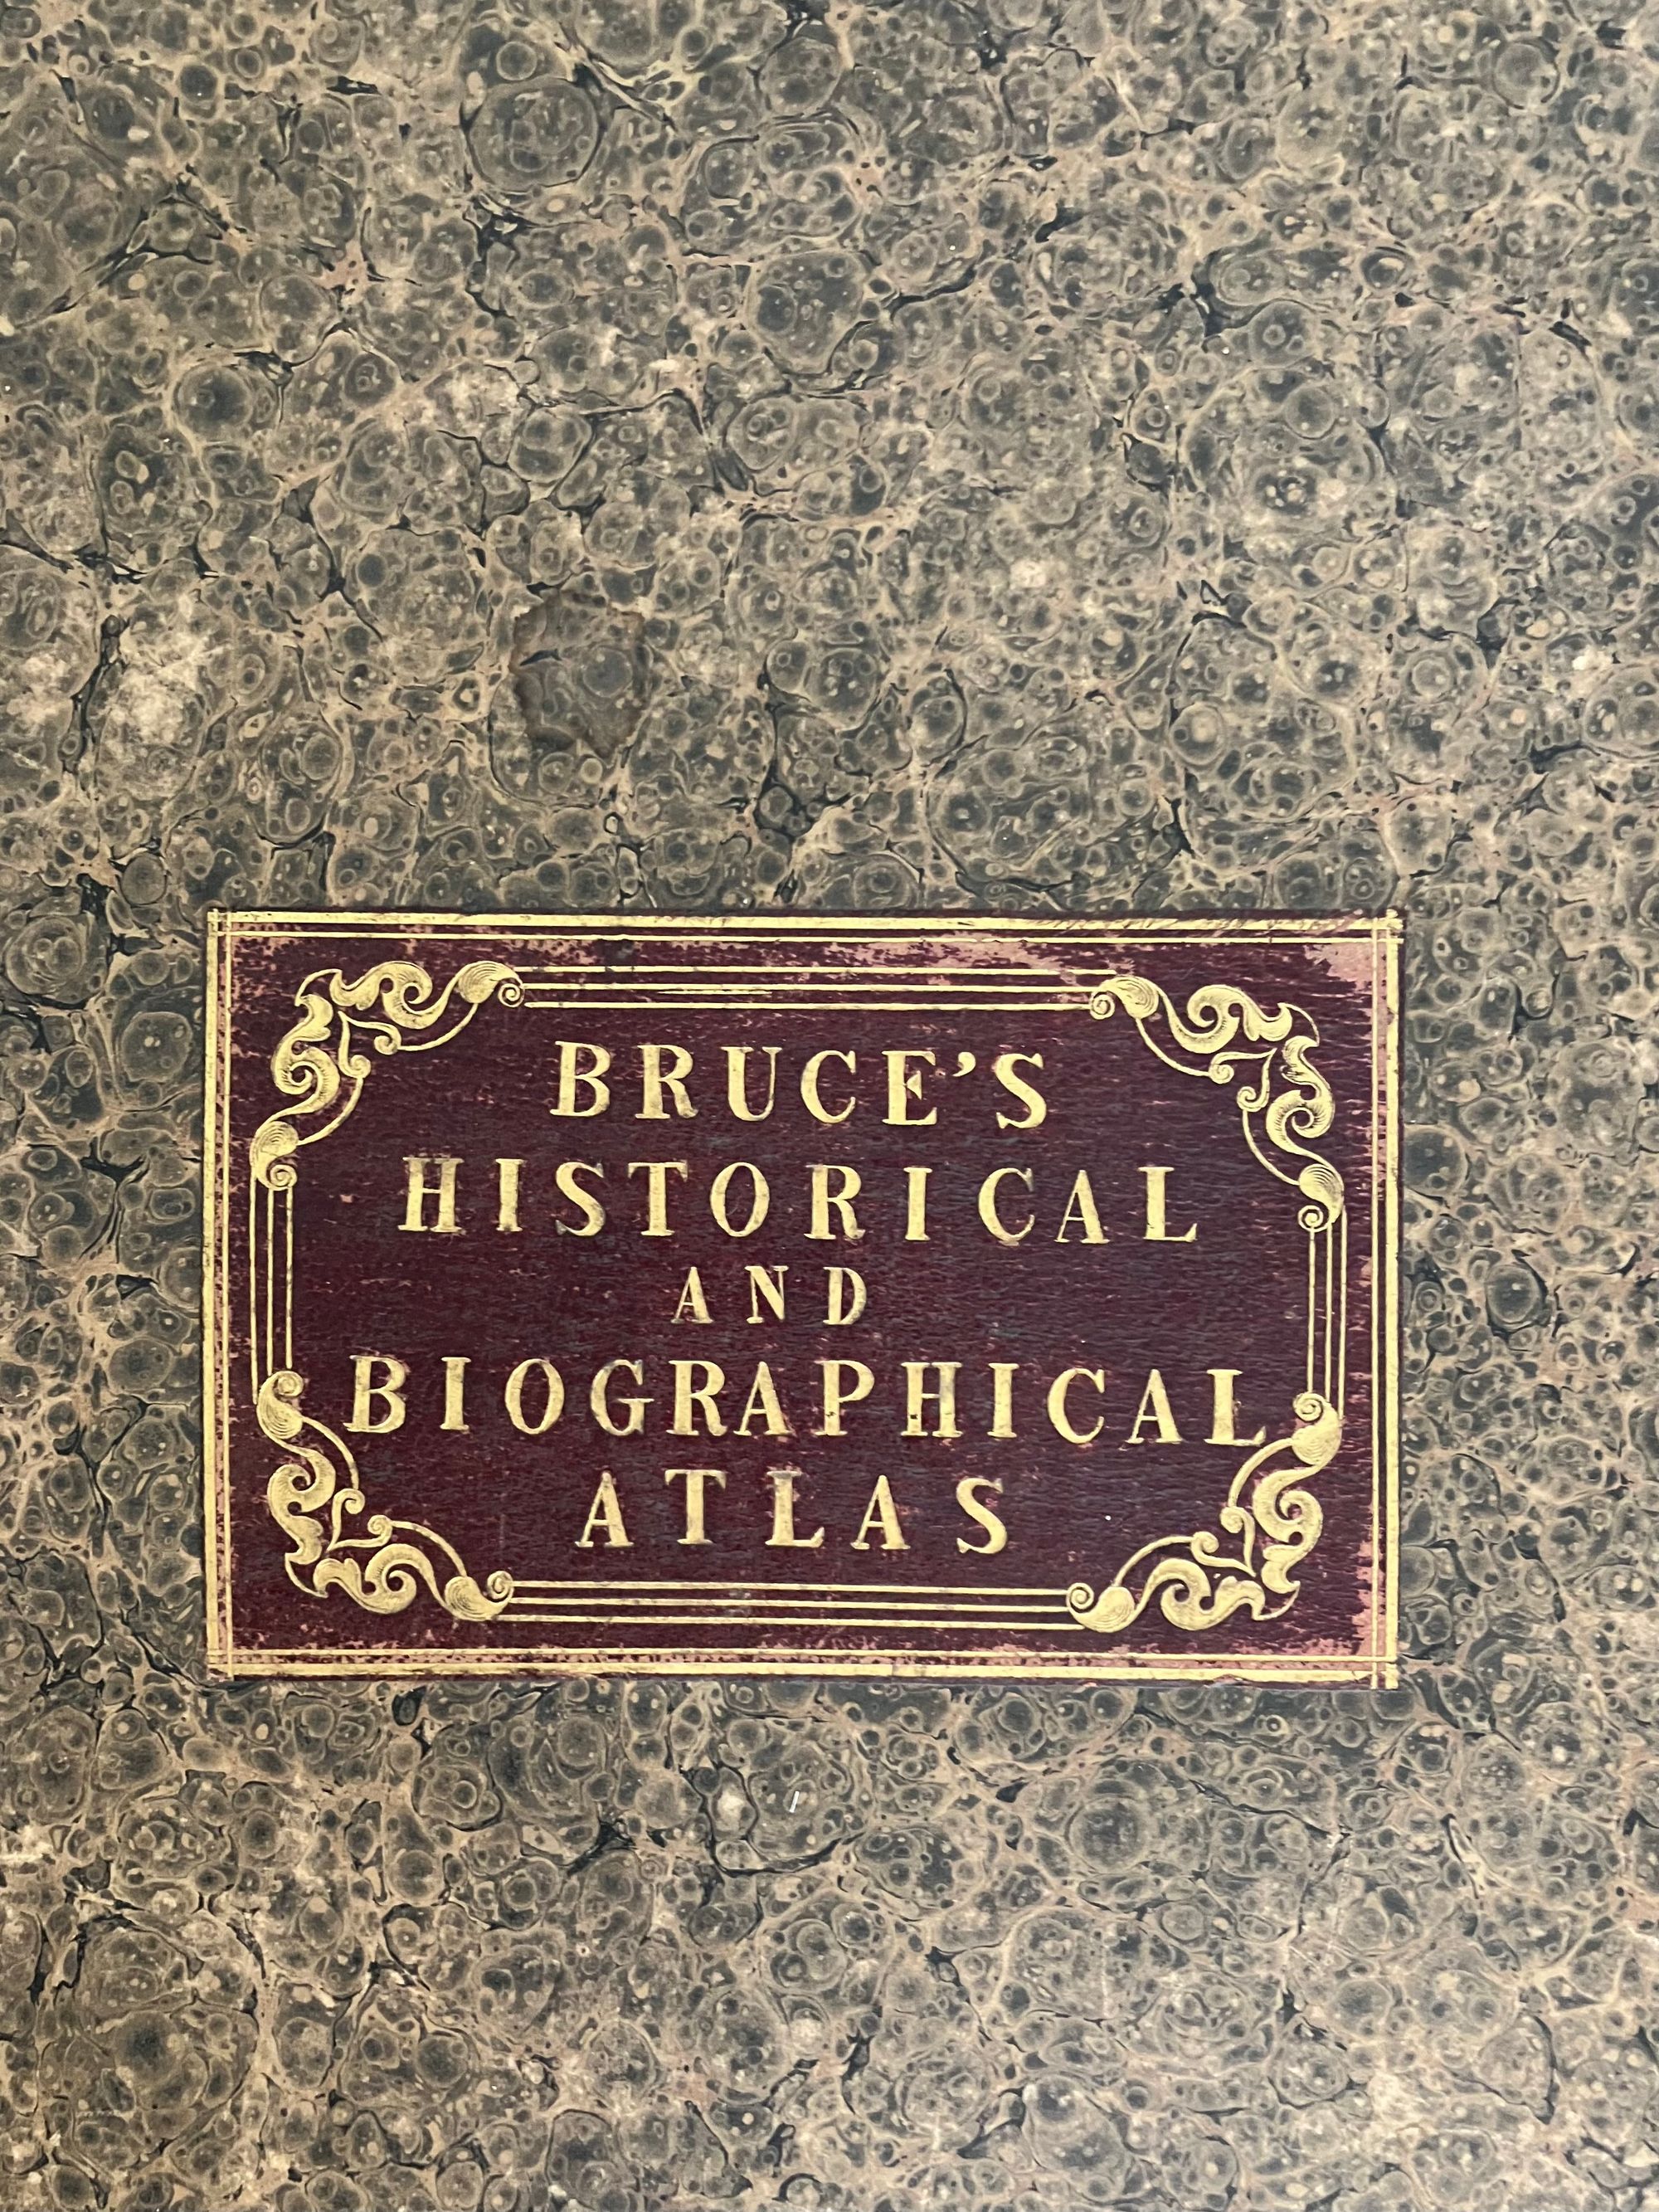 BRUCE'S
HISTORICAL
AND
BIOGRAPHICAL
ATLAS